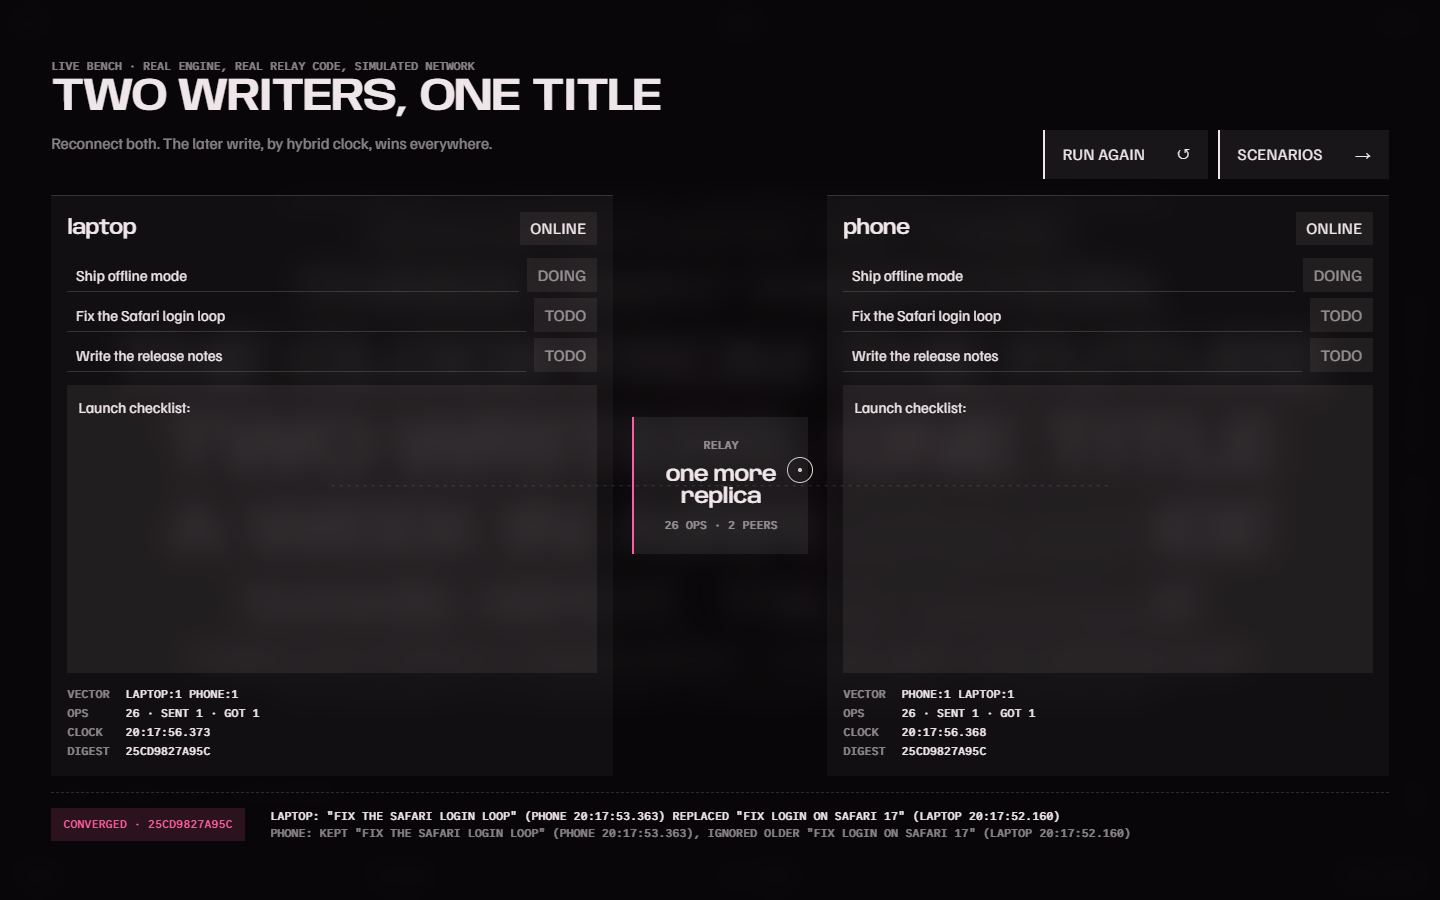 LIVE BENCH · REAL ENGINE, REAL RELAY CODE, SIMULATED NETWORK
TWO WRITERS, ONE TITLE
Reconnect both. The later write, by hybrid clock, wins everywhere.
RUN AGAIN ↺
SCENARIOS →
laptop
ONLINE
Ship offline mode
DOING
Fix the Safari login loop
TODO
Write the release notes
TODO
Launch checklist:
VECTOR LAPTOP:1 PHONE:1
OPS 26 · SENT 1 · GOT 1
CLOCK 20:17:56.373
DIGEST 25CD9827A95C
RELAY
one more
replica
26 OPS · 2 PEERS
phone
ONLINE
Ship offline mode
DOING
Fix the Safari login loop
TODO
Write the release notes
TODO
Launch checklist:
VECTOR PHONE:1 LAPTOP:1
OPS 26 · SENT 1 · GOT 1
CLOCK 20:17:56.368
DIGEST 25CD9827A95C
CONVERGED · 25CD9827A95C
LAPTOP: "FIX THE SAFARI LOGIN LOOP" (PHONE 20:17:53.363) REPLACED "FIX LOGIN ON SAFARI 17" (LAPTOP 20:17:52.160)
PHONE: KEPT "FIX THE SAFARI LOGIN LOOP" (PHONE 20:17:53.363), IGNORED OLDER "FIX LOGIN ON SAFARI 17" (LAPTOP 20:17:52.160)